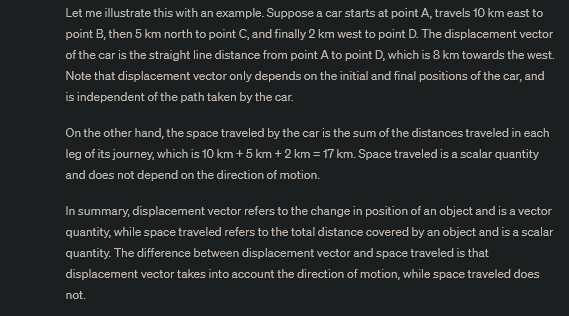 Let me illustrate this with an example. Suppose a car starts at point A, travels 10 km east to
point B, then 5 km north to point C, and finally 2 km west to point D. The displacement vector
of the car is the straight line distance from point A to point D, which is 8 km towards the west.
Note that displacement vector only depends on the initial and final positions of the car, and
is independent of the path taken by the car.
On the other hand, the space traveled by the car is the sum of the distances traveled in each
leg of its journey, which is 10 km + 5 km + 2 km = 17 km. Space traveled is a scalar quantity
and does not depend on the direction of motion.
In summary, displacement vector refers to the change in position of an object and is a vector
quantity, while space traveled refers to the total distance covered by an object and is a scalar
quantity. The difference between displacement vector and space traveled is that
displacement vector takes into account the direction of motion, while space traveled does
not.